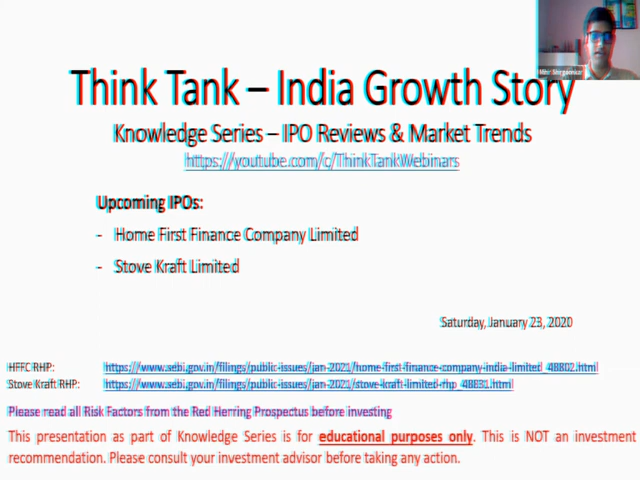 Think Tank – India Growth Story
Knowledge Series – IPO Reviews & Market Trends
https://youtube.com/c/ThinkTankWebinars
Upcoming IPOs:
- Home First Finance Company Limited
- Stove Kraft Limited
Saturday, January 23, 2020
HFFC RHP: https://www.sebi.gov.in/filings/public-issues/jan-2021/home-first-finance-company-india-limited_48802.html
Stove Kraft RHP: https://www.sebi.gov.in/filings/public-issues/jan-2021/stove-kraft-limited-rhp_48831.html
Please read all Risk Factors from the Red Herring Prospectus before investing
This presentation as part of Knowledge Series is for educational purposes only. This is NOT an investment
recommendation. Please consult your investment advisor before taking any action.